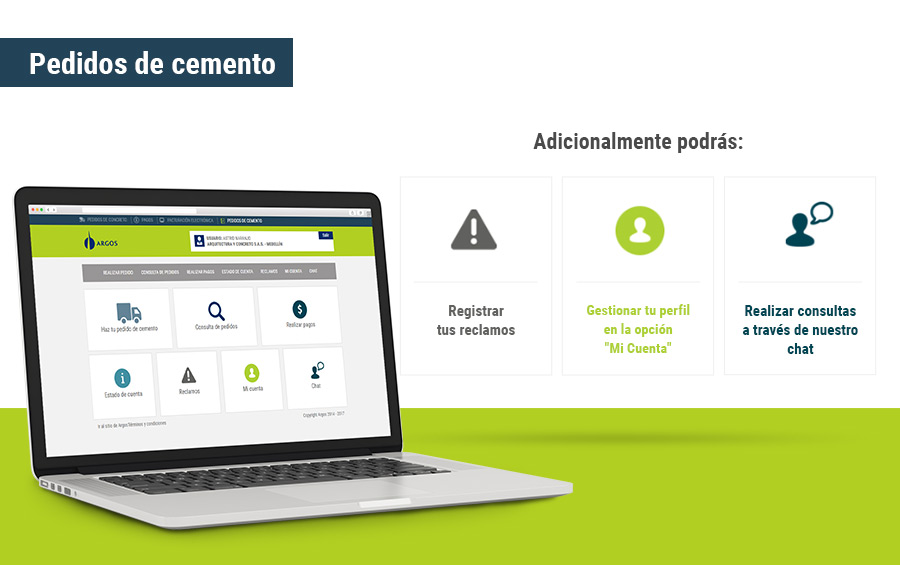 Pedidos de cemento
Adicionalmente podrás:
Registrar
tus reclamos
Gestionar tu perfil
en la opción
"Mi Cuenta"
Realizar consultas
a través de nuestro
chat
PEDIDOS DE CONCRETO
PAGOS
FACTURACIÓN ELECTRÓNICA
PEDIDOS DE CEMENTO
ARGOS
USUARIO: ASTRID NARANJO
ARQUITECTURA Y CONCRETO S.A.S. - MEDELLÍN
Salir
REALIZAR PEDIDO CONSULTA DE PEDIDOS REALIZAR PAGOS ESTADO DE CUENTA RECLAMOS MI CUENTA CHAT
Haz tu pedido de cemento
Consulta de pedidos
Realizar pagos
Estado de cuenta
Reclamos
Mi cuenta
Chat
Ir al sitio de Argos Términos y condiciones
Copyright Argos 2016 - 2017